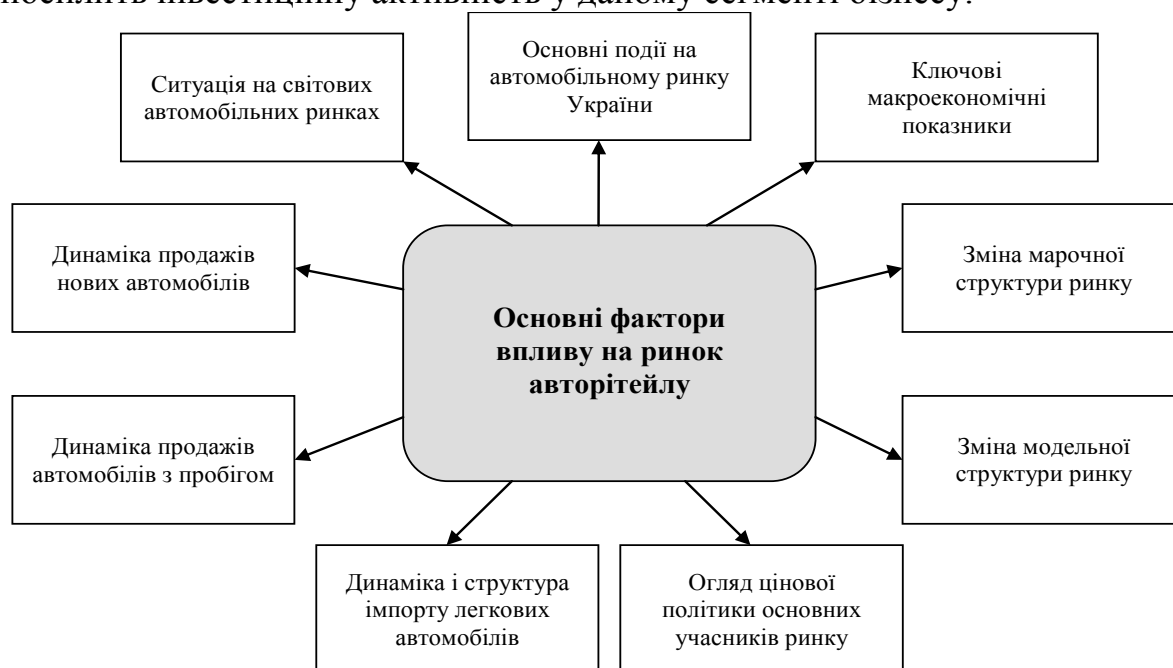 посилить інвестиційну активність у даному сегменті бізнесу.
Ситуація на світових
автомобільних ринках
Основні події на
автомобільному ринку
України
Ключові
макроекономічні
показники
Динаміка продажів
нових автомобілів
Основні фактори
впливу на ринок
авторітейлу
Зміна марочної
структури ринку
Динаміка продажів
автомобілів з пробігом
Зміна модельної
структури ринку
Динаміка і структура
імпорту легкових
автомобілів
Огляд цінової
політики основних
учасників ринку